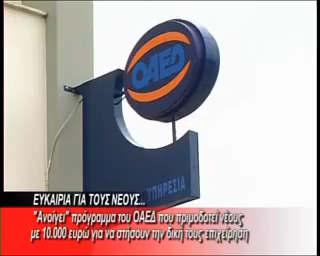 ΟΑΕΔ
ΥΠΗΡΕΣΙΑ
ΕΥΚΑΙΡΙΑ ΓΙΑ ΤΟΥΣ ΝΕΟΥΣ...
"Ανοίγει" πρόγραμμα του ΟΑΕΔ που πριμοδοτεί νέους
με 10.000 ευρώ για να στήσουν την δική τους επιχείρηση